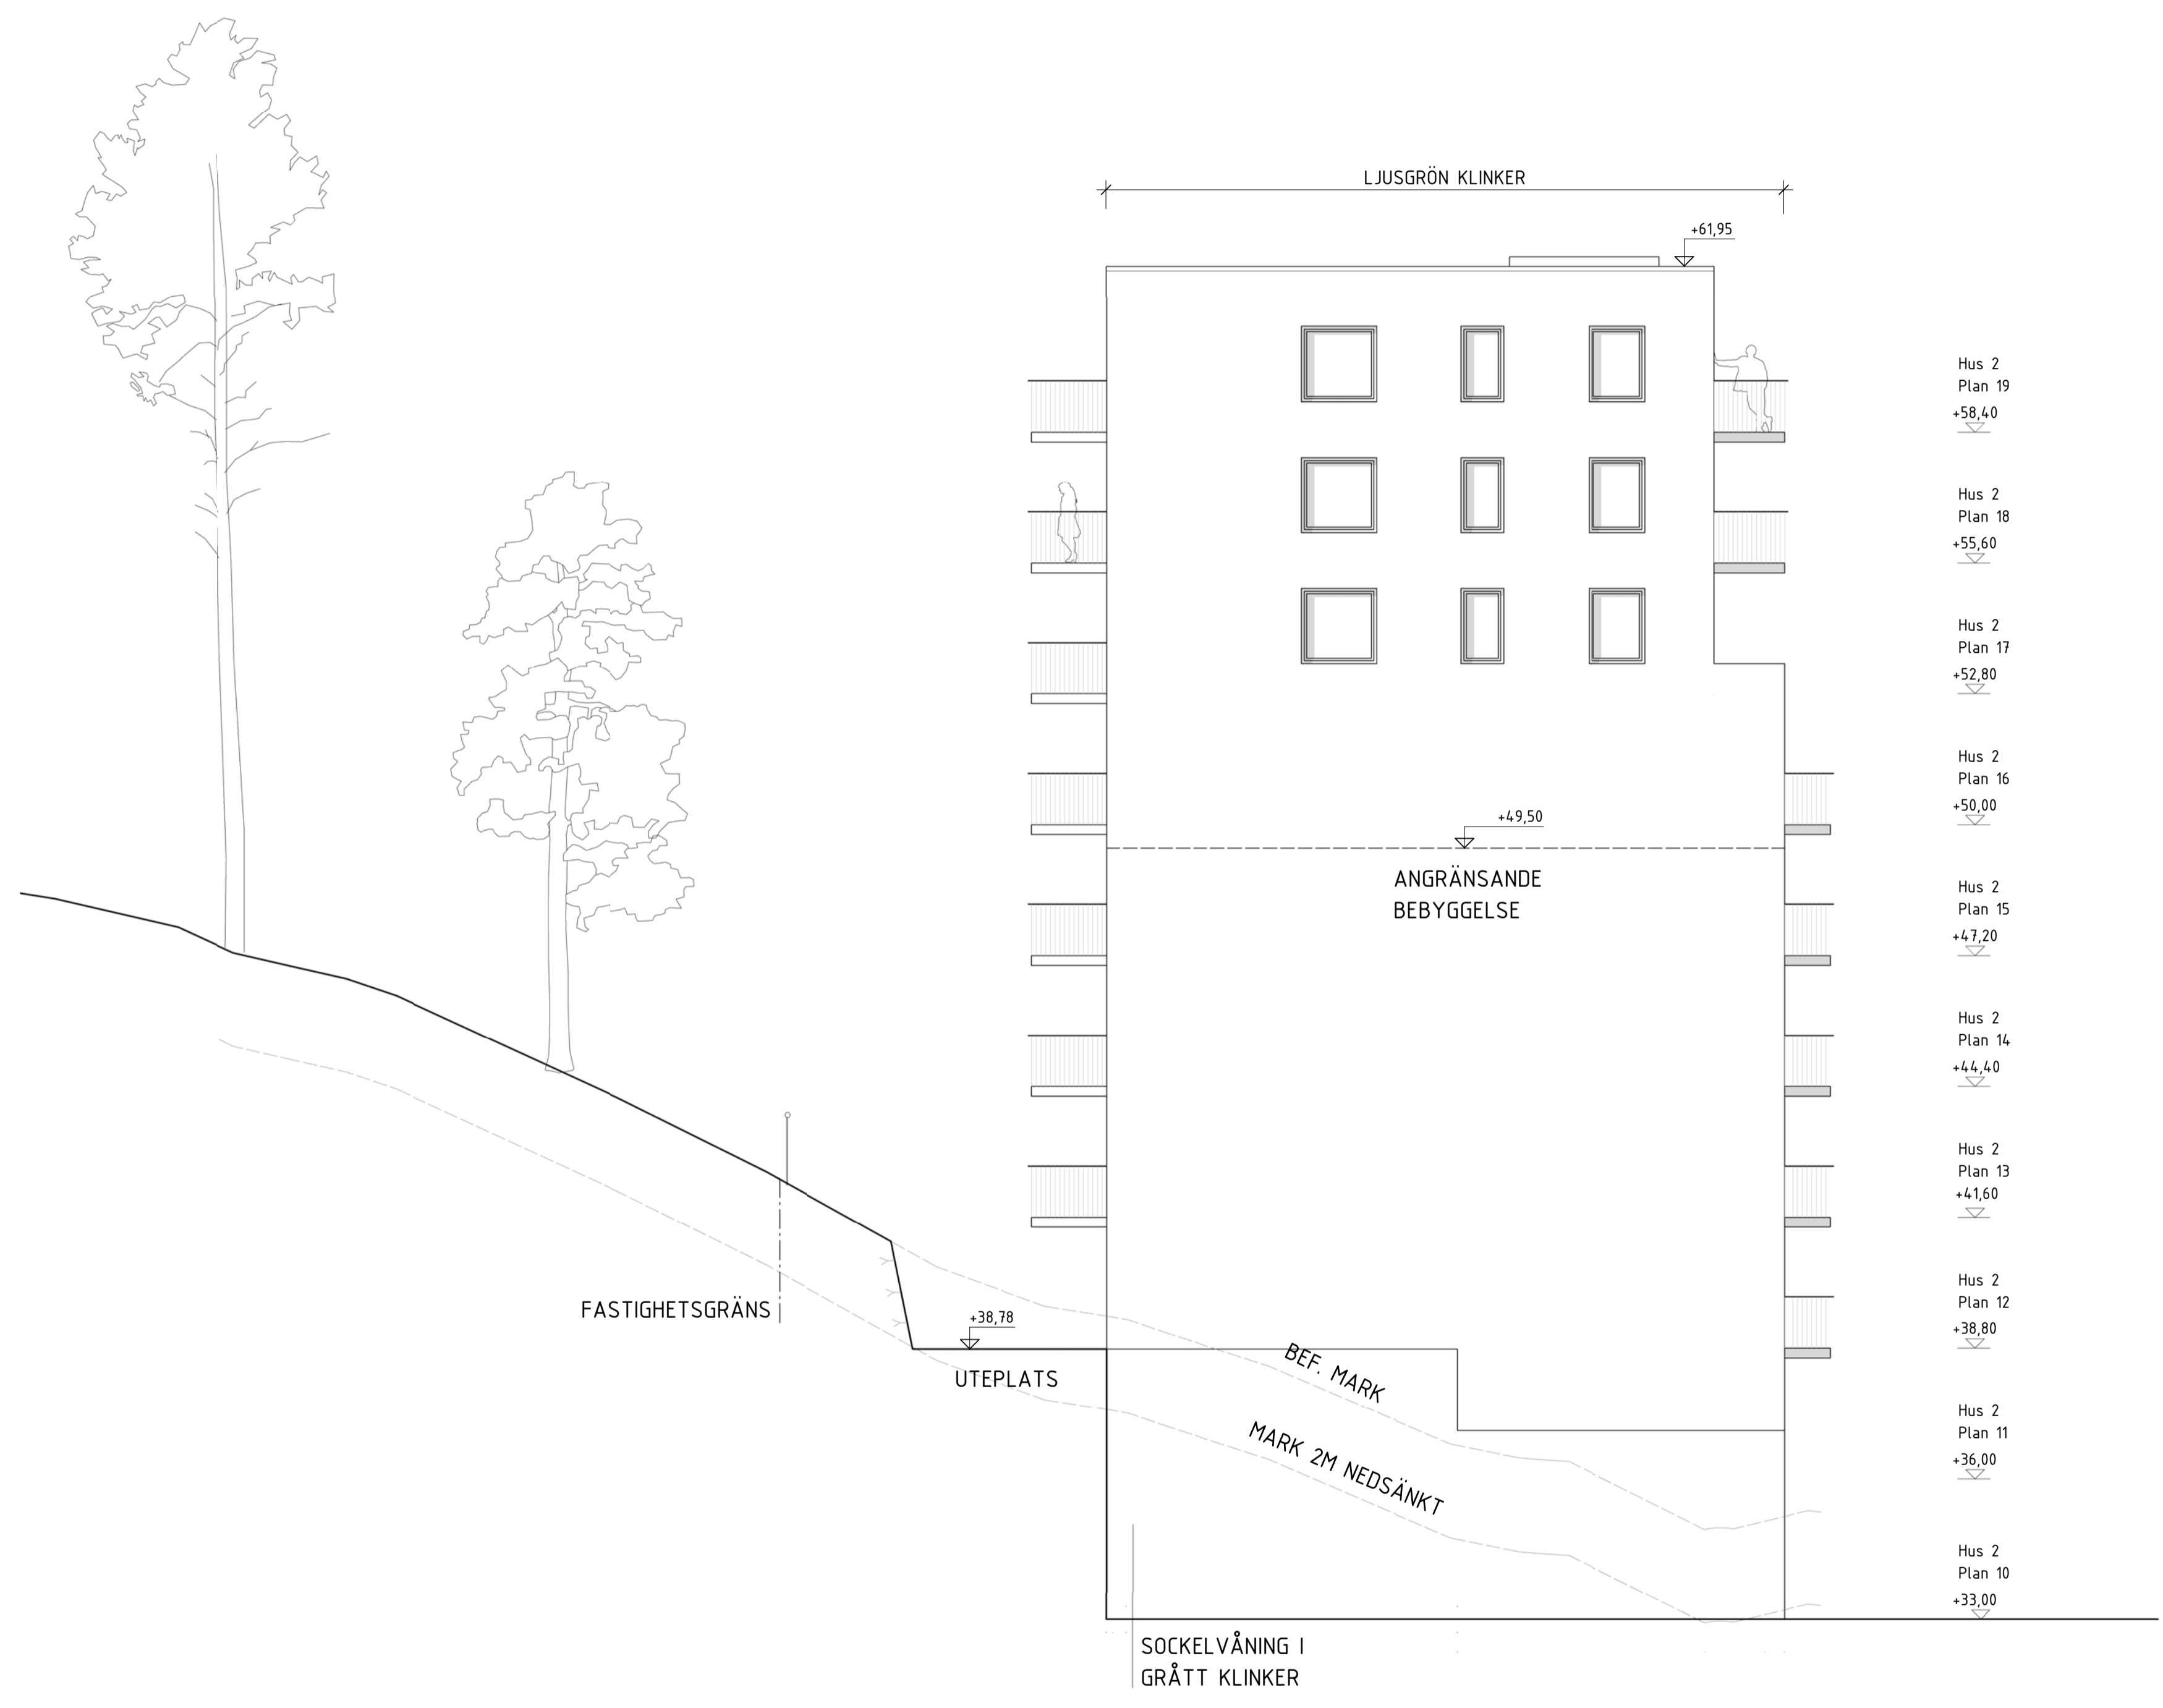 LJUSGRÖN KLINKER
+61,95
Hus 2
Plan 19
+58,40
Hus 2
Plan 18
+55,60
Hus 2
Plan 17
+52,80
Hus 2
Plan 16
+50,00
+49,50
ANGRÄNSANDE
BEBYGGELSE
Hus 2
Plan 15
+47,20
Hus 2
Plan 14
+44,40
Hus 2
Plan 13
+41,60
Hus 2
Plan 12
+38,80
FASTIGHETSGRÄNS
+38,78
UTEPLATS
BEF. MARK
MARK 2M NEDSÄNKT
Hus 2
Plan 11
+36,00
Hus 2
Plan 10
+33,00
SOCKELVÅNING I
GRÅTT KLINKER